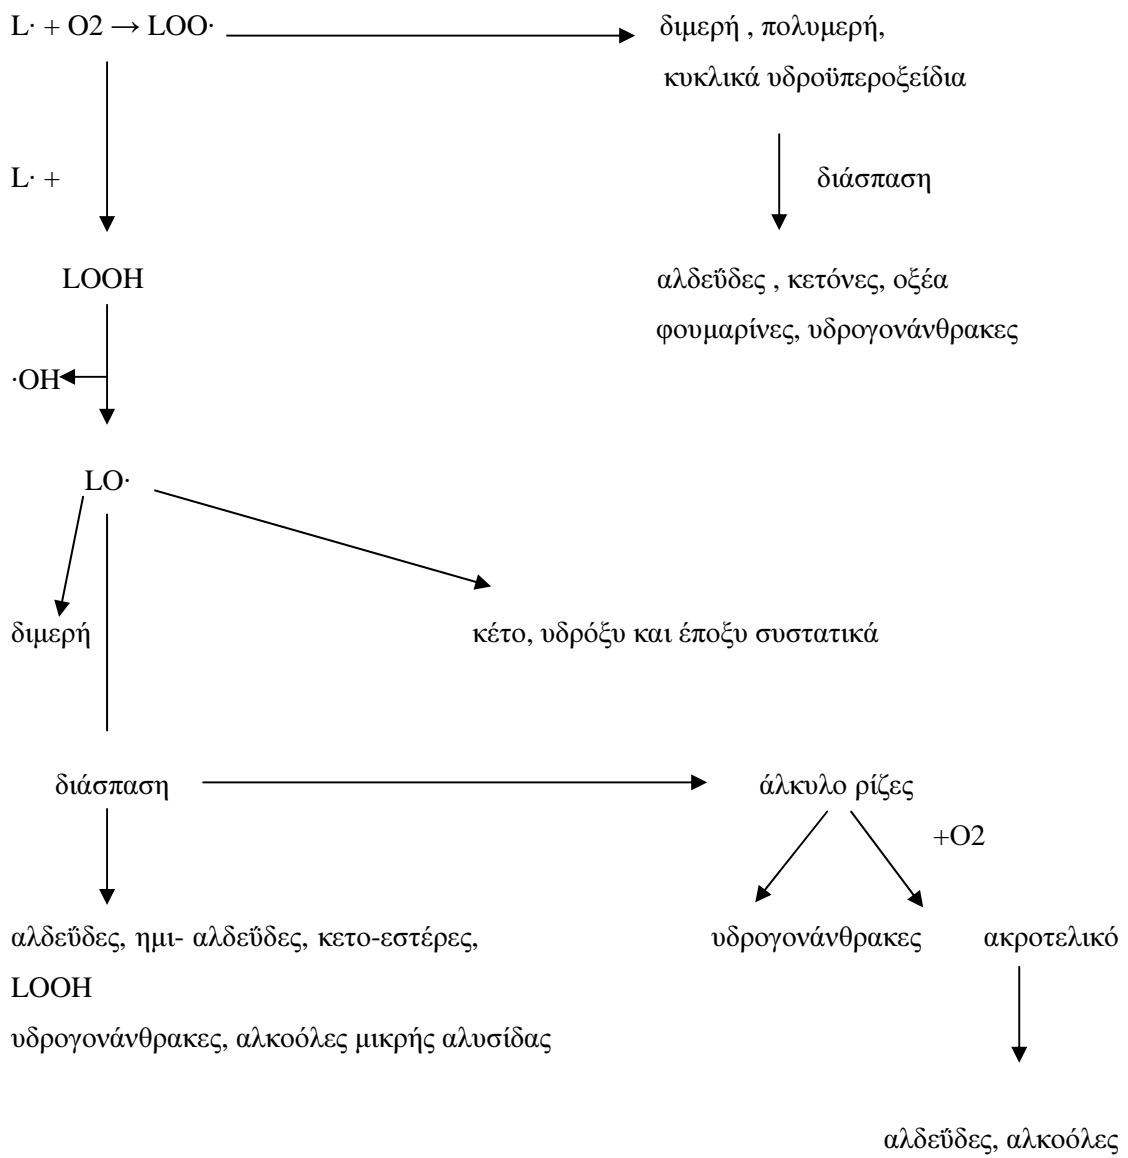 L· + O2 → LOO·
διμερή , πολυμερή,
κυκλικά υδροϋπεροξείδια
L· +
διάσπαση
LOOH
αλδεΰδες , κετόνες, οξέα
φουμαρίνες, υδρογονάνθρακες
·OH
LO·
διμερή
κέτο, υδρόξυ και έποξυ συστατικά
διάσπαση
άλκυλο ρίζες
+O2
αλδεΰδες, ημι- αλδεΰδες, κετο-εστέρες,
υδρογονάνθρακες
ακροτελικό
LOOH
υδρογονάνθρακες, αλκοόλες μικρής αλυσίδας
αλδεΰδες, αλκοόλες